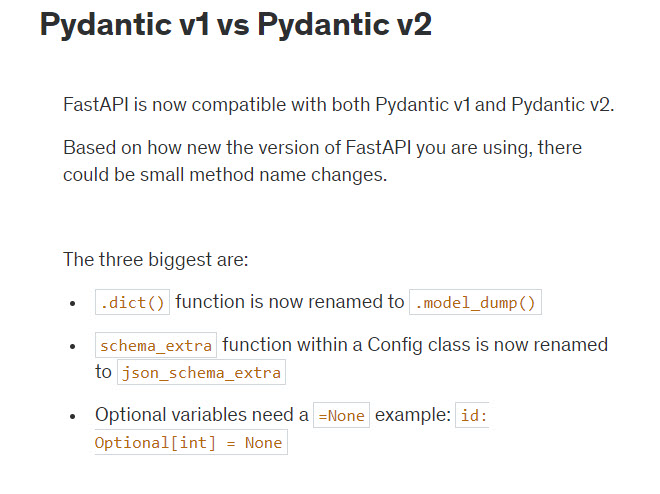 Pydantic v1 vs Pydantic v2
FastAPI is now compatible with both Pydantic v1 and Pydantic v2.
Based on how new the version of FastAPI you are using, there
could be small method name changes.
The three biggest are:
• .dict() function is now renamed to .model_dump()
• schema_extra function within a Config class is now renamed
to json_schema_extra
• Optional variables need a =None example: id:
Optional[int] = None